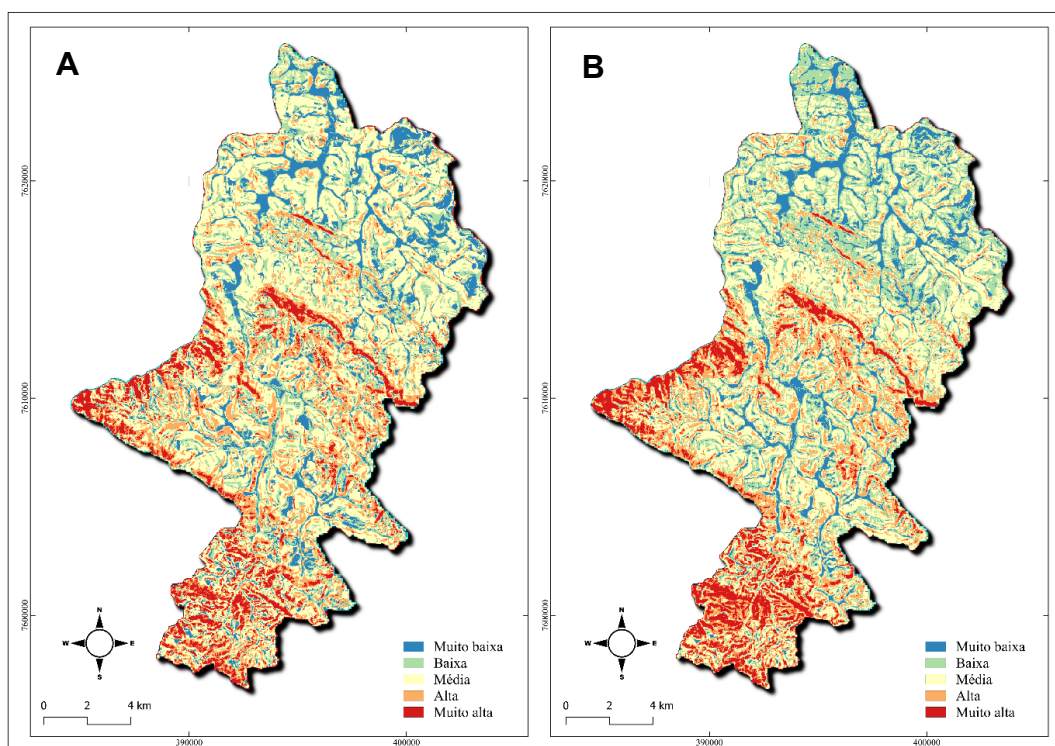 A
B
7620000
7610000
7600000
N
W
E
S
0
2
4 km
Muito baixa
Baixa
Média
Alta
Muito alta
390000
400000
7620000
7610000
7600000
N
W
E
S
0
2
4 km
Muito baixa
Baixa
Média
Alta
Muito alta
390000
400000